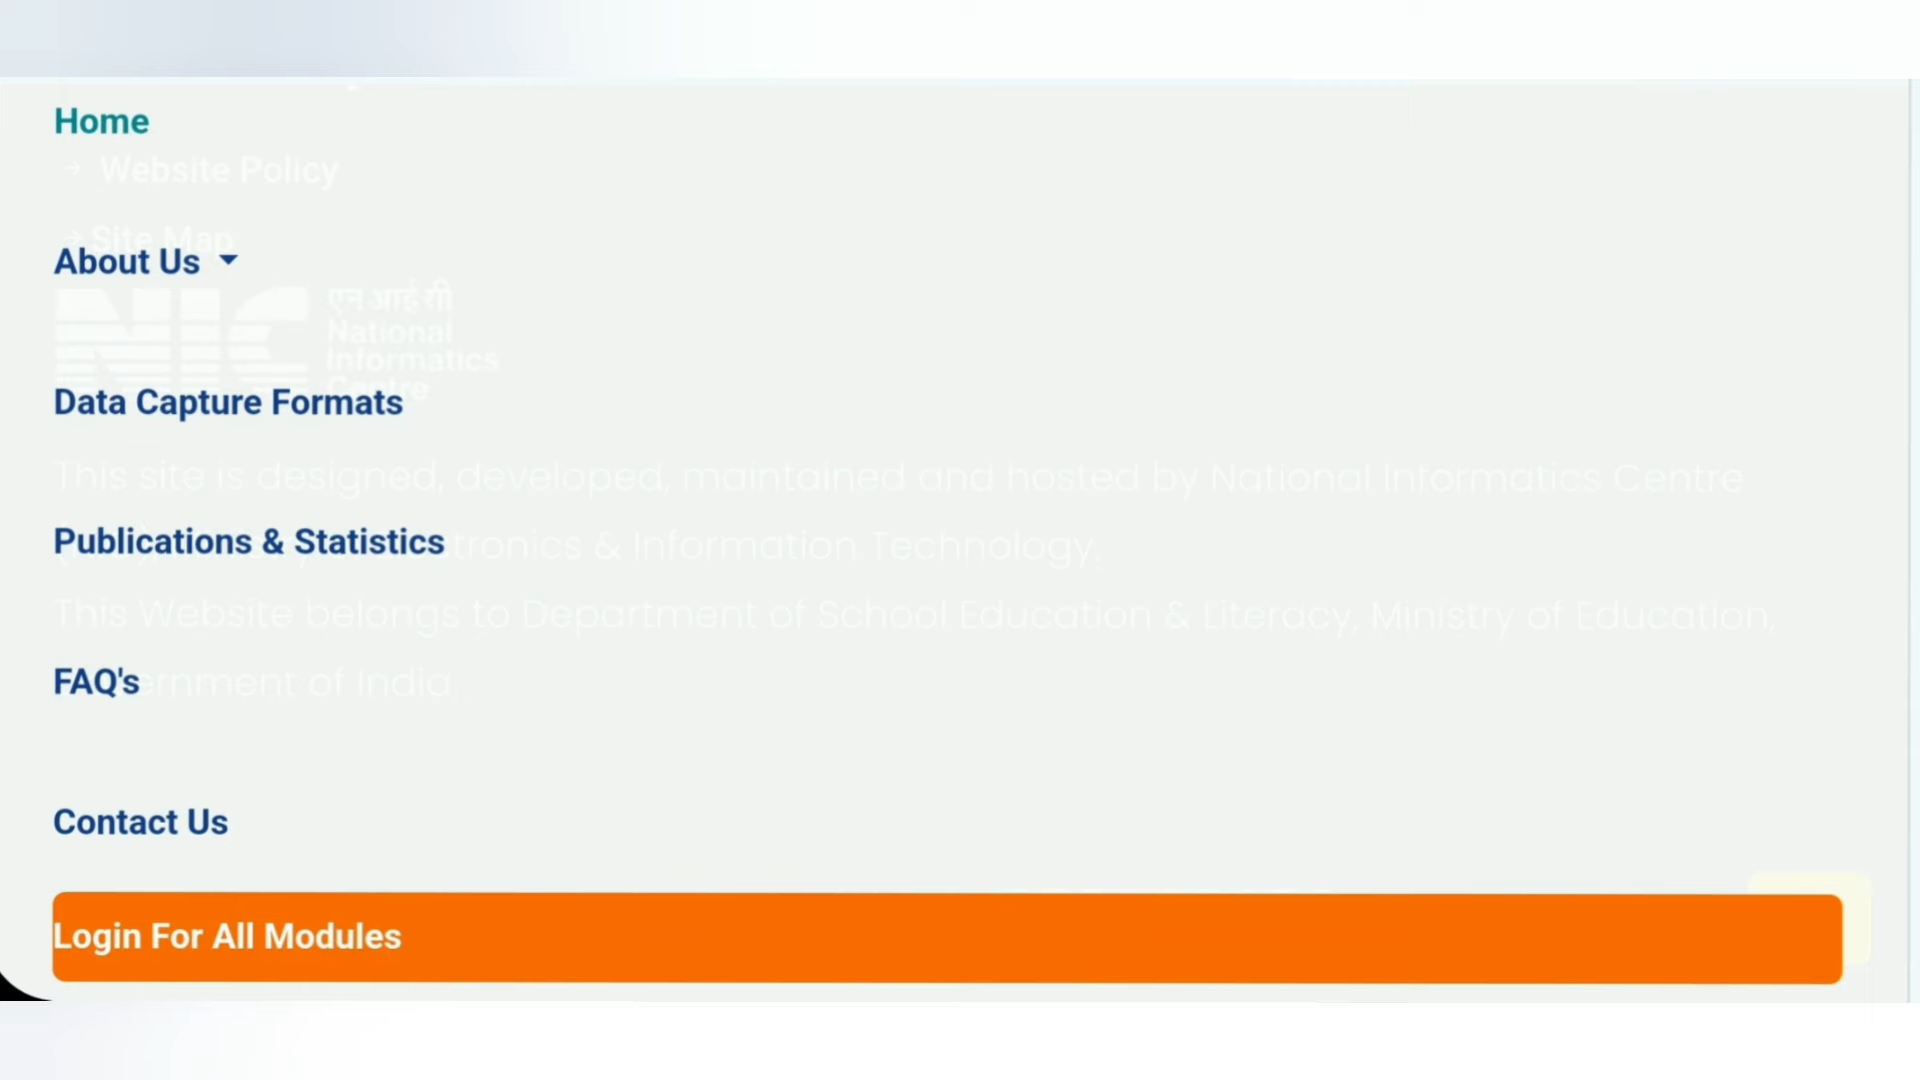 Home
→ Website Policy
→ Site Map
About Us
NIC
एन आई सी
National
Informatics
Centre
Data Capture Formats
This site is designed, developed, maintained and hosted by National Informatics Centre
Publications & Statistics
& Information Technology.
This Website belongs to Department of School Education & Literacy, Ministry of Education,
FAQ's
of India.
Contact Us
Login For All Modules